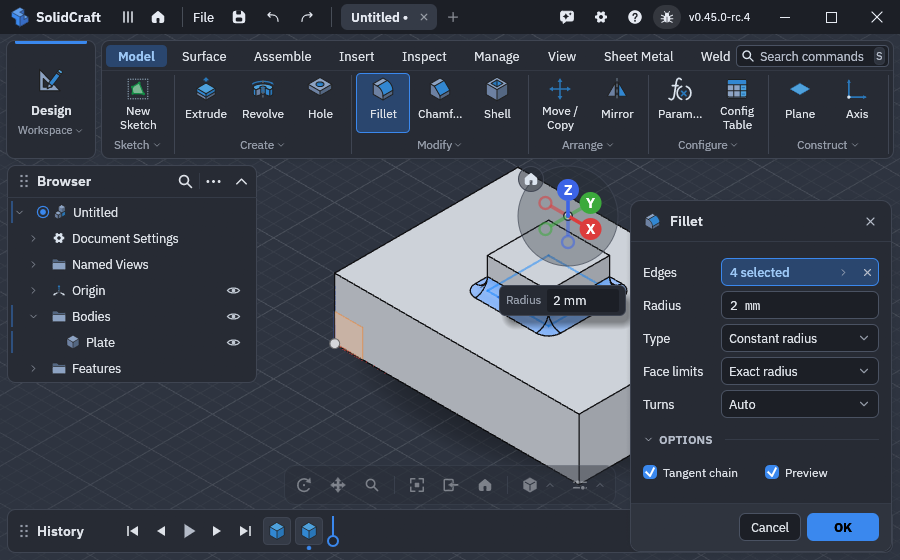 SolidCraft
File
Untitled •
v0.45.0-rc.4
Design
Workspace
Model
Surface
Assemble
Insert
Inspect
Manage
View
Sheet Metal
Weld
Search commands
S
New Sketch
Extrude
Revolve
Hole
Fillet
Chamf...
Shell
Move / Copy
Mirror
Param...
Config Table
Plane
Axis
Sketch
Create
Modify
Arrange
Configure
Construct
Browser
Untitled
Document Settings
Named Views
Origin
Bodies
Plate
Features
Z
Y
X
Radius 2 mm
Fillet
Edges 4 selected
Radius 2 mm
Type Constant radius
Face limits Exact radius
Turns Auto
OPTIONS
Tangent chain Preview
Cancel OK
History